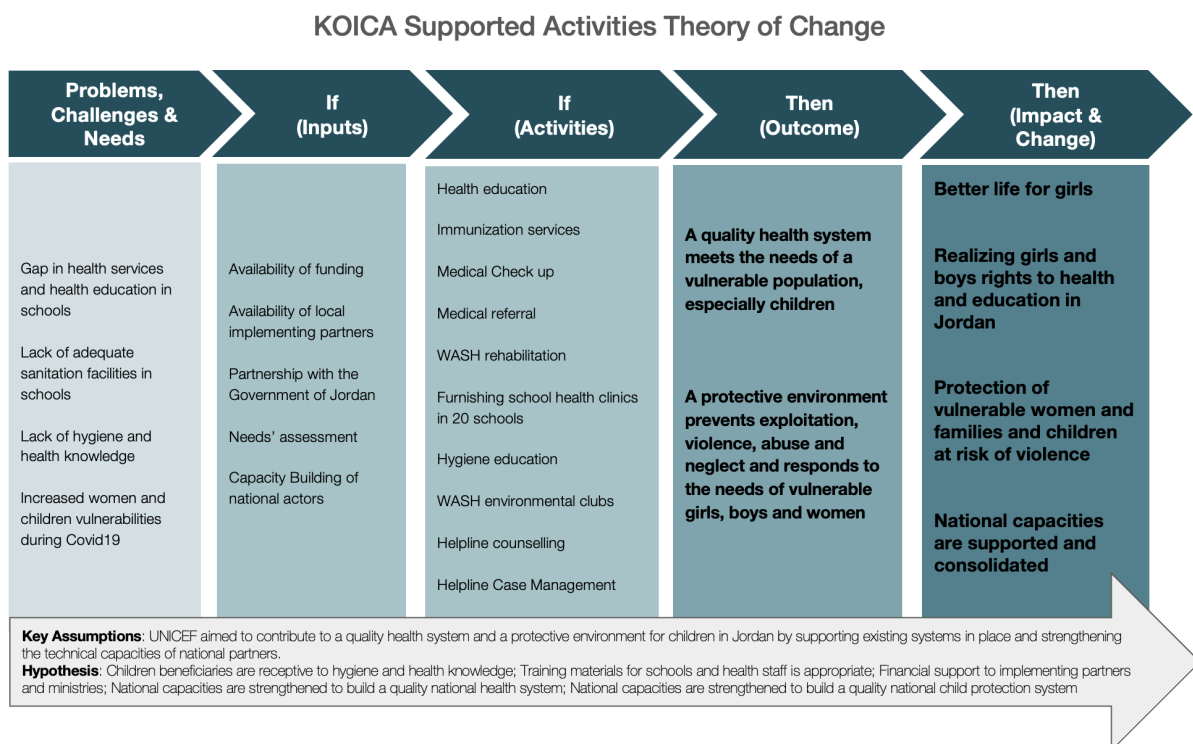 KOICA Supported Activities Theory of Change
Problems,
Challenges &
Needs
If
(Inputs)
If
(Activities)
Then
(Outcome)
Then
(Impact &
Change)
Gap in health services
and health education in
schools
Lack of adequate
sanitation facilities in
schools
Lack of hygiene and
health knowledge
Increased women and
children vulnerabilities
during Covid19
Availability of funding
Availability of local
implementing partners
Partnership with the
Government of Jordan
Needs' assessment
Capacity Building of
national actors
Health education
Immunization services
Medical Check up
Medical referral
WASH rehabilitation
Furnishing school health clinics
in 20 schools
Hygiene education
WASH environmental clubs
Helpline counselling
Helpline Case Management
A quality health system
meets the needs of a
vulnerable population,
especially children
A protective environment
prevents exploitation,
violence, abuse and
neglect and responds to
the needs of vulnerable
girls, boys and women
Better life for girls
Realizing girls and
boys rights to health
and education in
Jordan
Protection of
vulnerable women and
families and children
at risk of violence
National capacities
are supported and
consolidated
Key Assumptions: UNICEF aimed to contribute to a quality health system and a protective environment for children in Jordan by supporting existing systems in place and strengthening
the technical capacities of national partners.
Hypothesis: Children beneficiaries are receptive to hygiene and health knowledge; Training materials for schools and health staff is appropriate; Financial support to implementing partners
and ministries; National capacities are strengthened to build a quality national health system; National capacities are strengthened to build a quality national child protection system